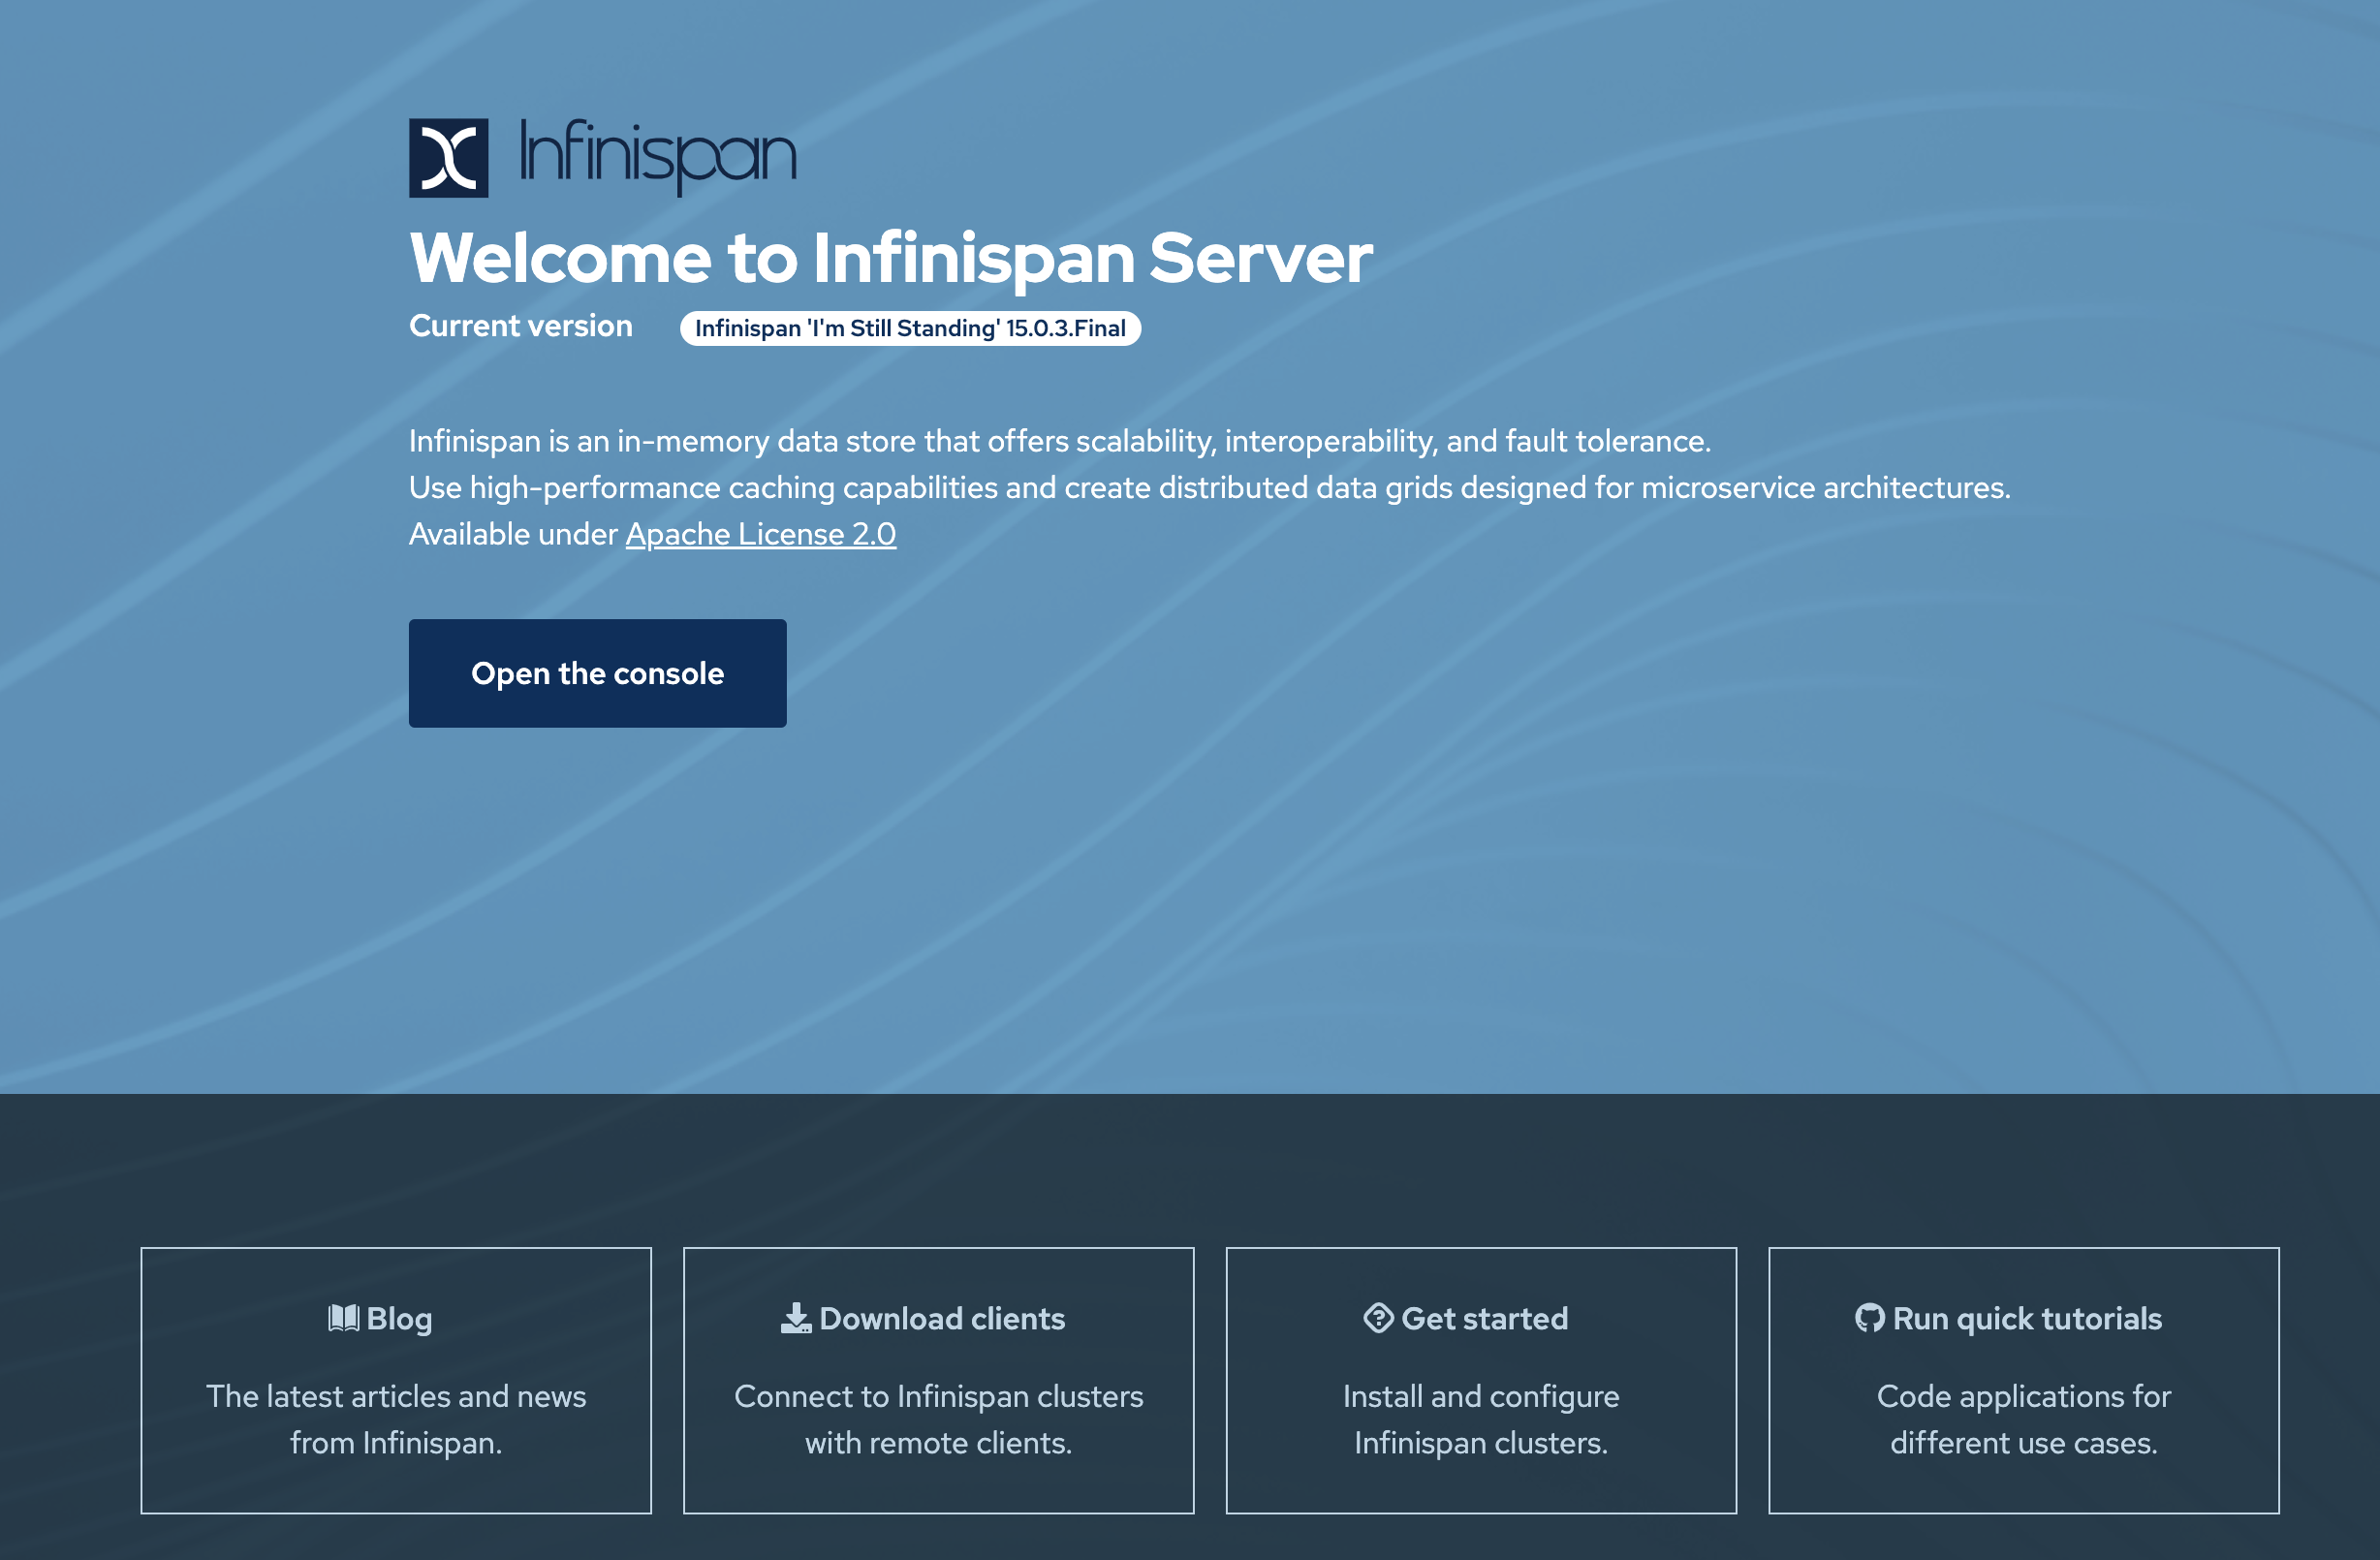 Infinispan
Welcome to Infinispan Server
Current version Infinispan 'I'm Still Standing' 15.0.3.Final
Infinispan is an in-memory data store that offers scalability, interoperability, and fault tolerance.
Use high-performance caching capabilities and create distributed data grids designed for microservice architectures.
Available under Apache License 2.0
Open the console
Blog
The latest articles and news
from Infinispan.
Download clients
Connect to Infinispan clusters
with remote clients.
Get started
Install and configure
Infinispan clusters.
Run quick tutorials
Code applications for
different use cases.